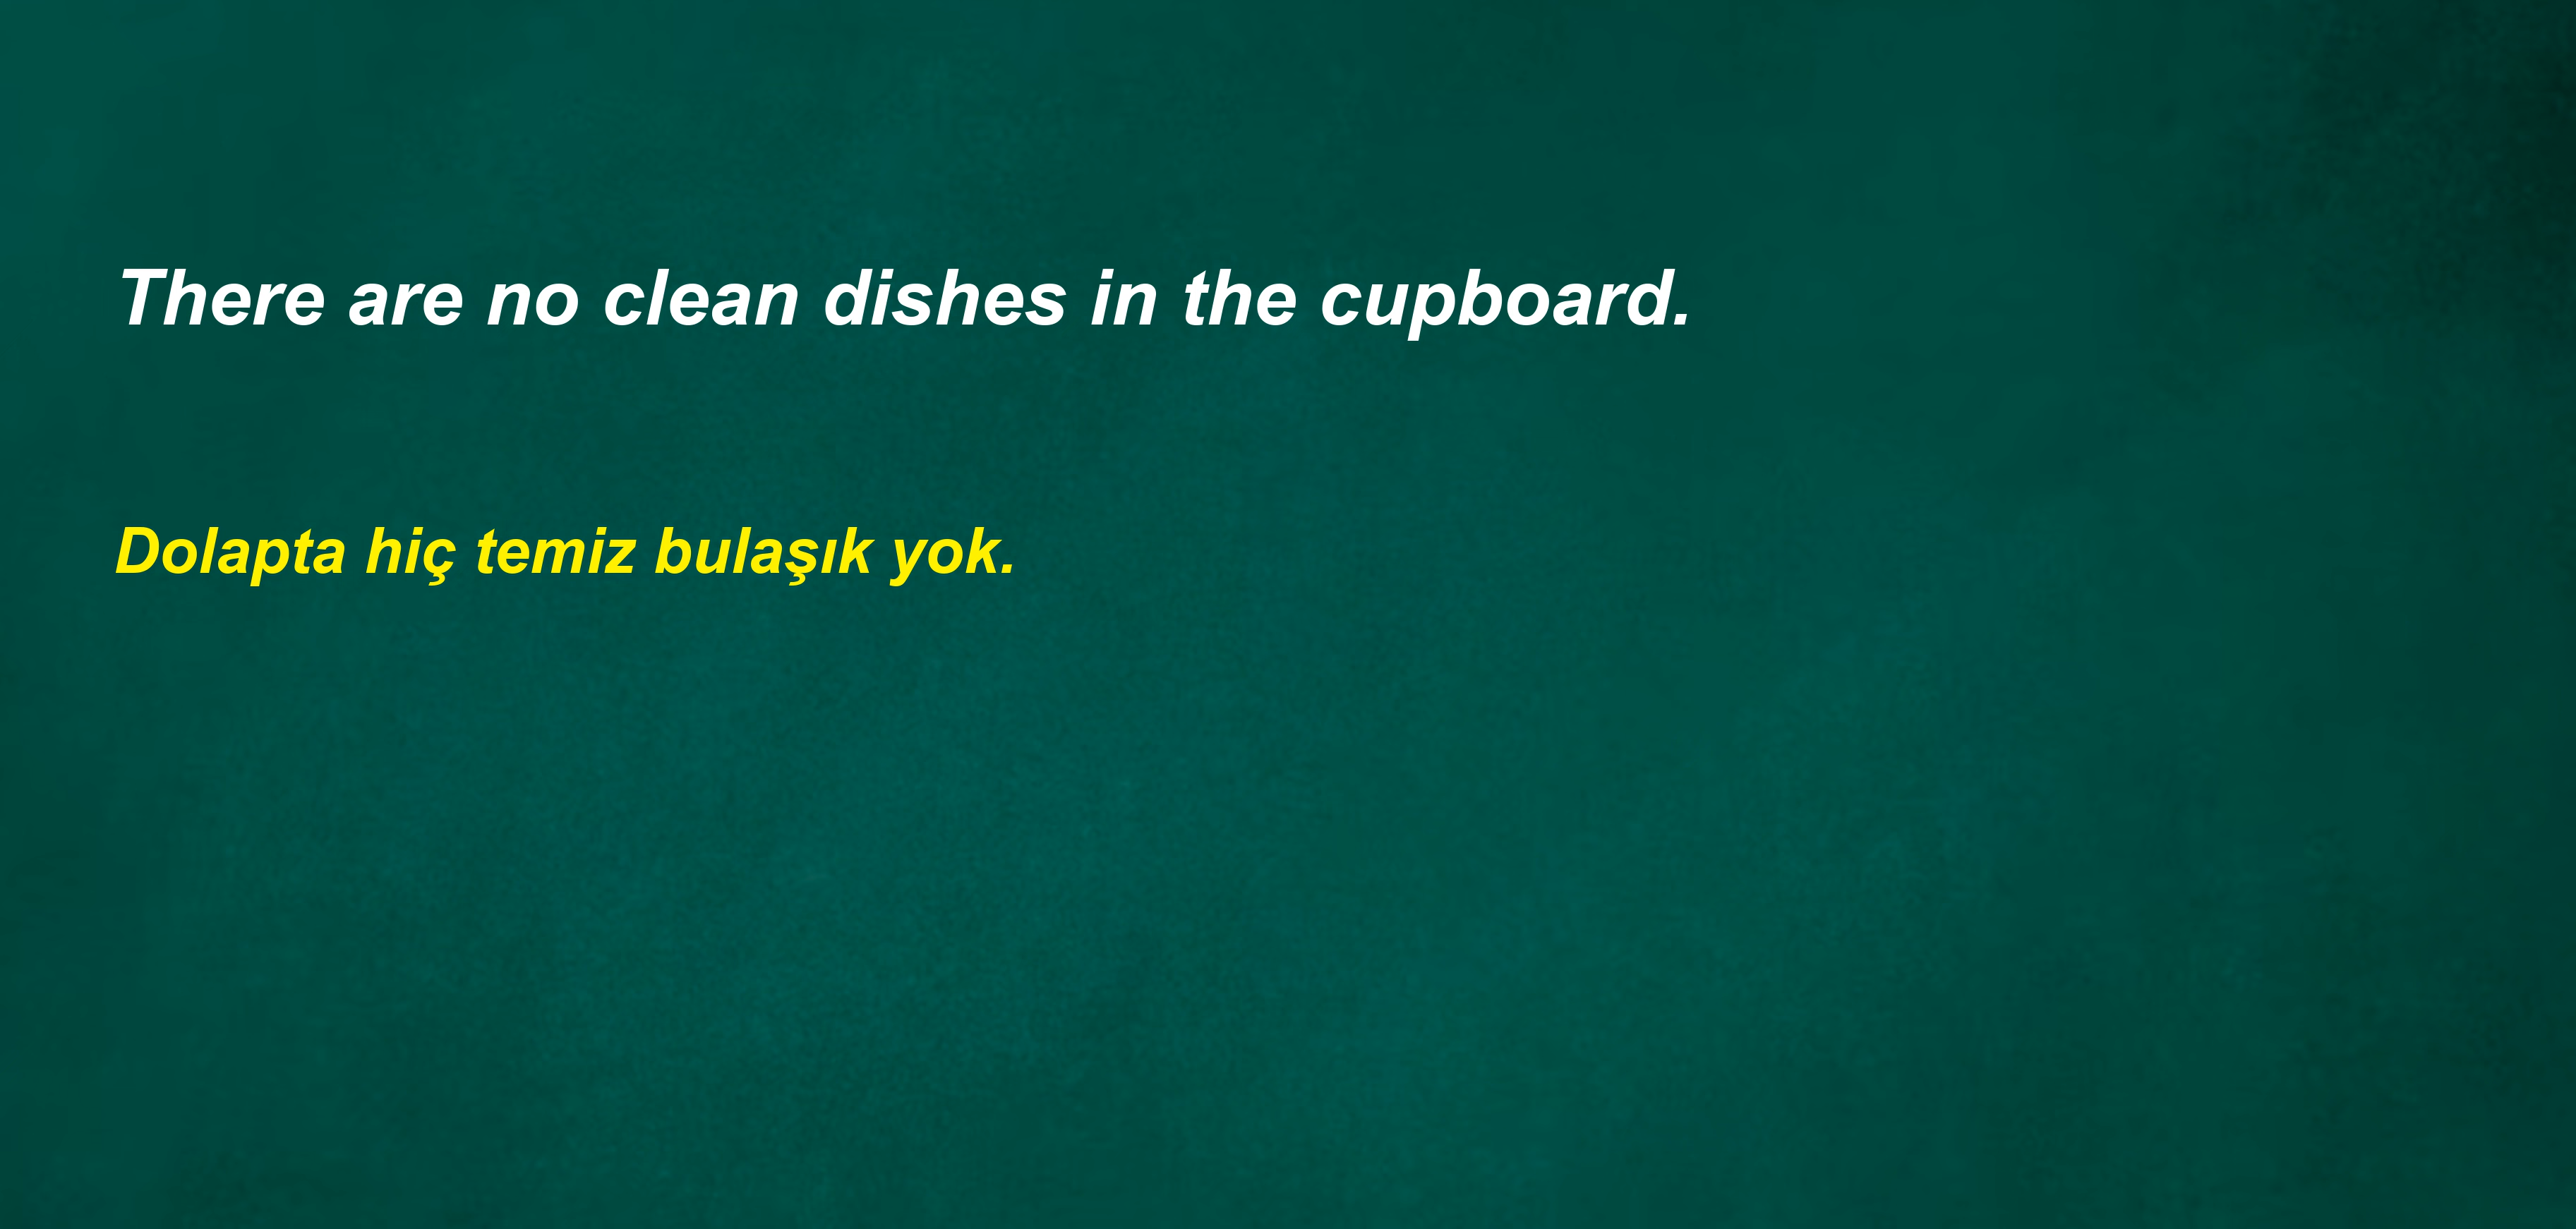 There are no clean dishes in the cupboard.
Dolapta hiç temiz bulaşık yok.